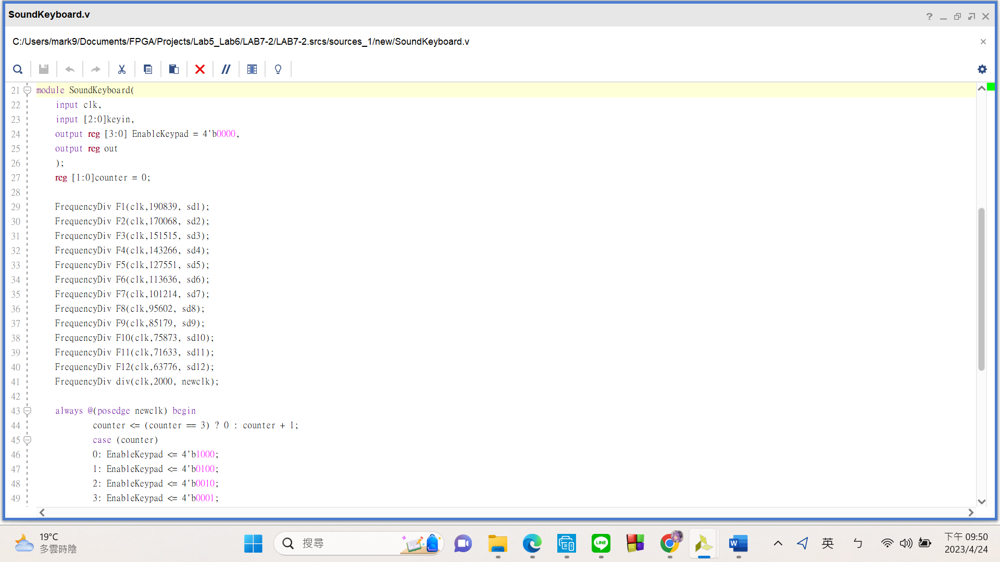 SoundKeyboard.v
C:/Users/mark9/Documents/FPGA/Projects/Lab5_Lab6/LAB7-2/LAB7-2.srcs/sources_1/new/SoundKeyboard.v
21 module SoundKeyboard(
22 input clk,
23 input [2:0]keyin,
24 output reg [3:0] EnableKeypad = 4'b0000,
25 output reg out
26 );
27 reg [1:0]counter = 0;
28
29 FrequencyDiv F1(clk,190839, sd1);
30 FrequencyDiv F2(clk,170068, sd2);
31 FrequencyDiv F3(clk,151515, sd3);
32 FrequencyDiv F4(clk,143266, sd4);
33 FrequencyDiv F5(clk,127551, sd5);
34 FrequencyDiv F6(clk,113636, sd6);
35 FrequencyDiv F7(clk,101214, sd7);
36 FrequencyDiv F8(clk,95602, sd8);
37 FrequencyDiv F9(clk,85179, sd9);
38 FrequencyDiv F10(clk,75873, sd10);
39 FrequencyDiv F11(clk,71633, sd11);
40 FrequencyDiv F12(clk,63776, sd12);
41 FrequencyDiv div(clk,2000, newclk);
42
43 always @(posedge newclk) begin
44 counter <= (counter == 3) ? 0 : counter + 1;
45 case (counter)
46 0: EnableKeypad <= 4'b1000;
47 1: EnableKeypad <= 4'b0100;
48 2: EnableKeypad <= 4'b0010;
49 3: EnableKeypad <= 4'b0001;
19°C
多雲時陰
搜尋
LINE
W
英
ㄅ
下午 09:50
2023/4/24